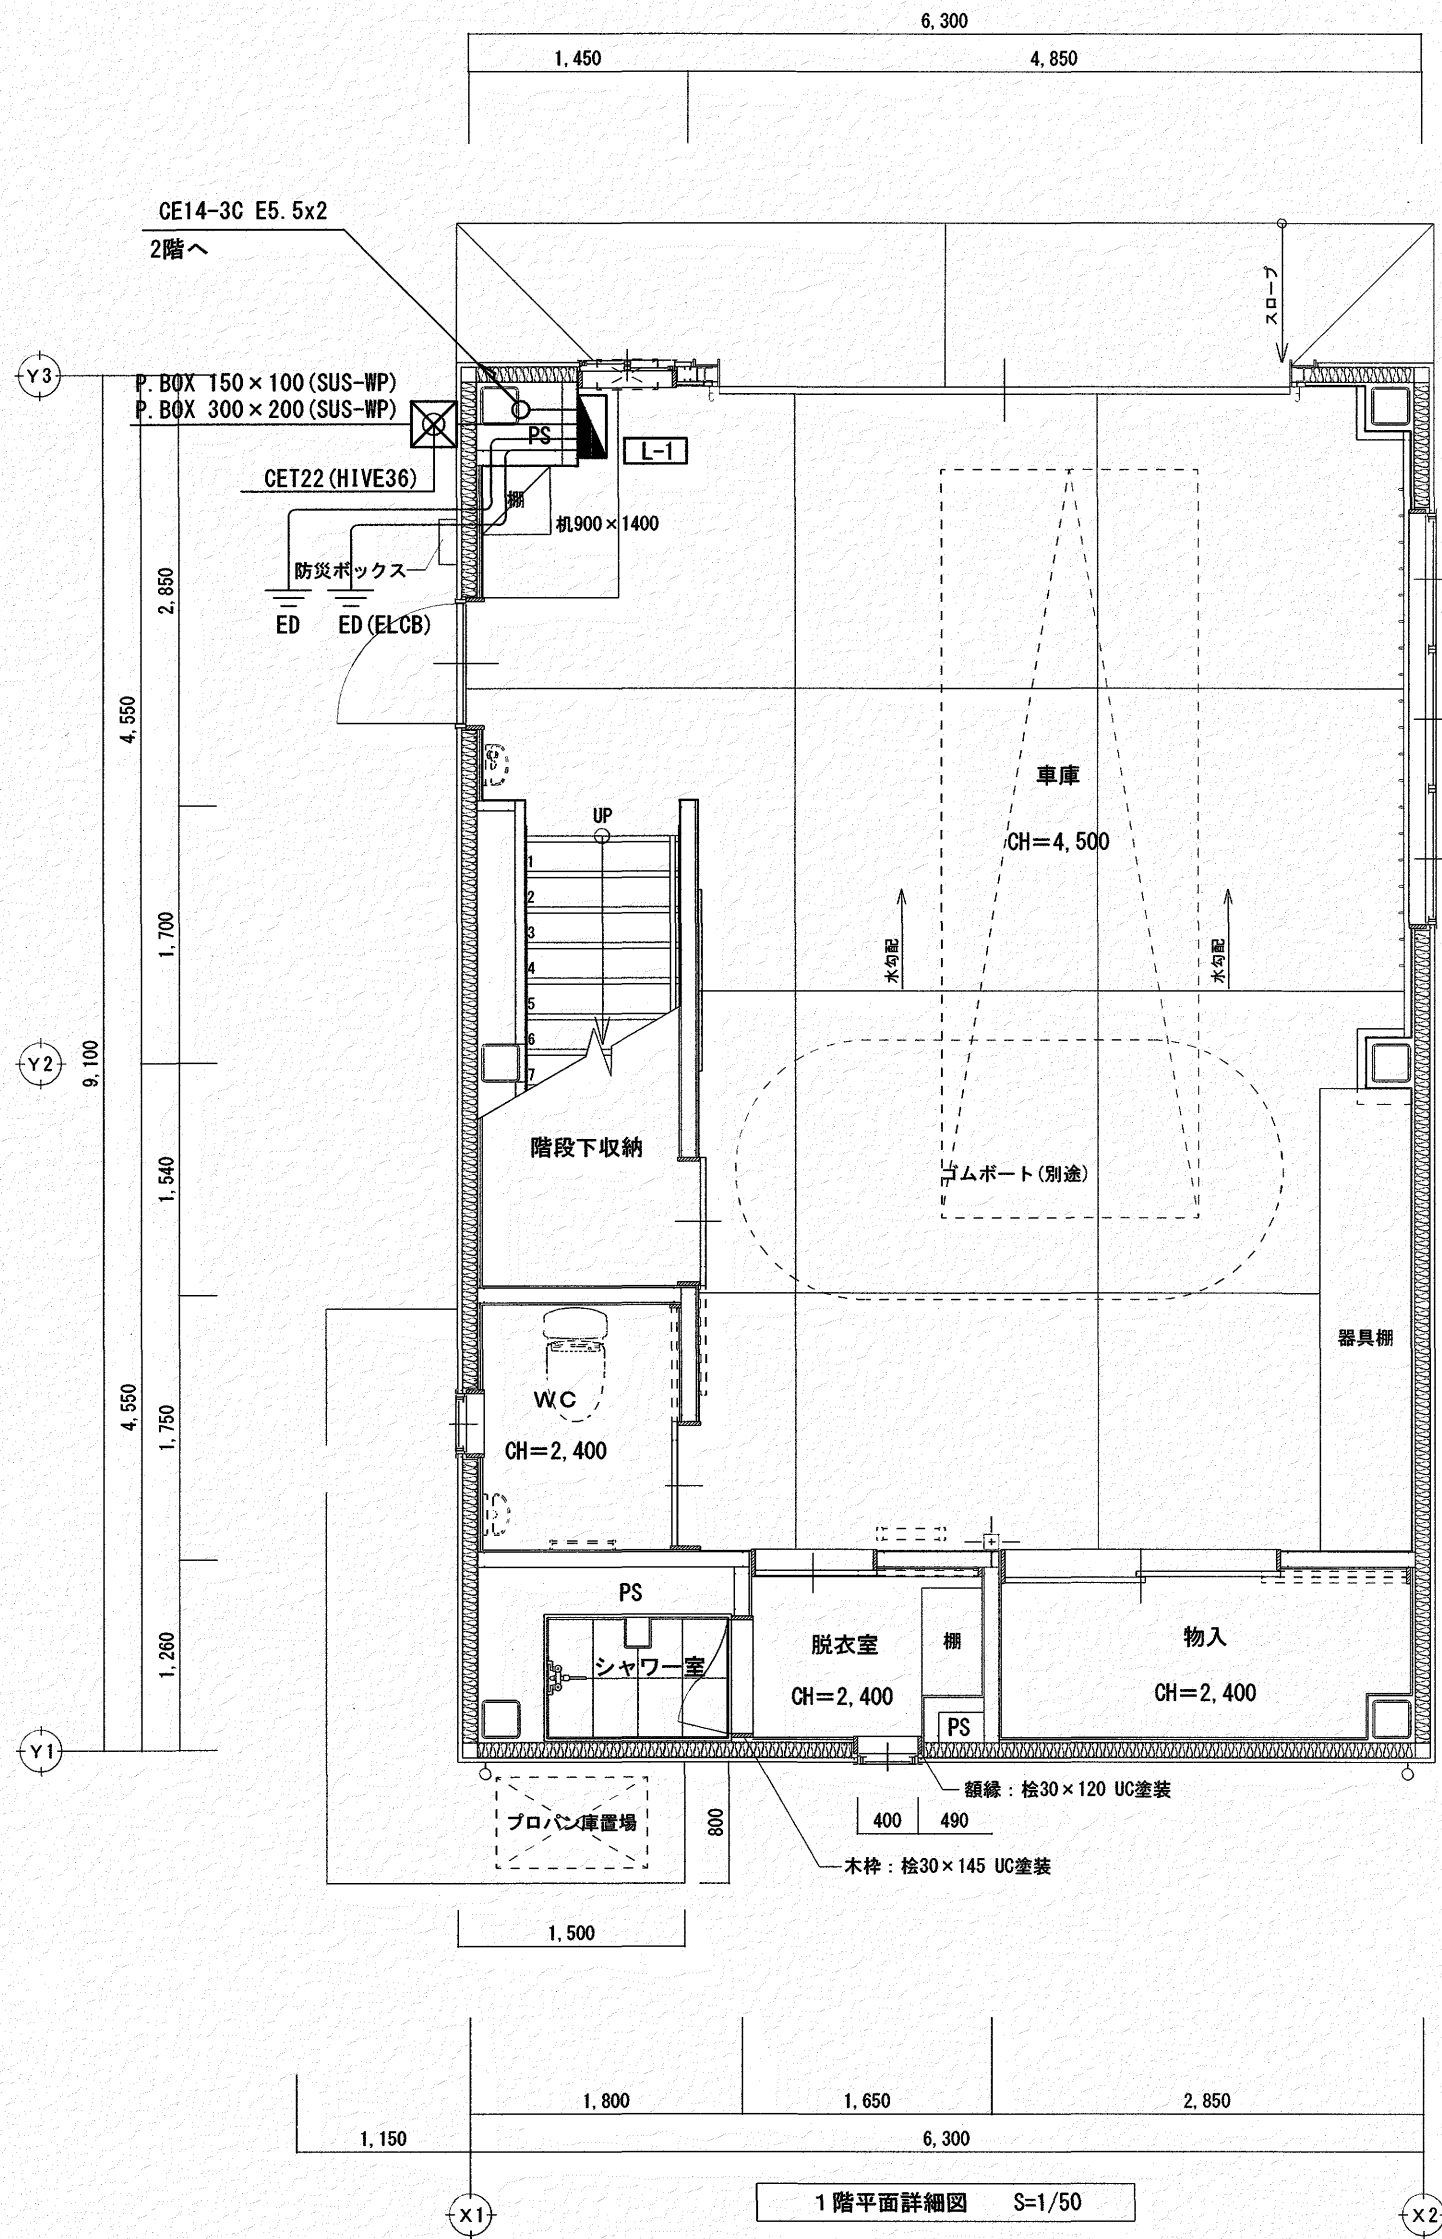 6,300
1,450
4,850
CE14-3C E5.5x2
2階へ
スロープ
Y3
P.BOX 150×100(SUS-WP)
P.BOX 300×200(SUS-WP)
PS
L-1
CET22(HIVE36)
棚
机900×1400
防災ボックス
ED
ED(ELCB)
2,850
4,550
車庫
CH=4,500
UP
1
2
3
4
5
6
7
1,700
水勾配
水勾配
Y2
9,100
階段下収納
1,540
ゴムボート(別途)
器具棚
WC
CH=2,400
4,550
1,750
PS
シャワー室
脱衣室
CH=2,400
棚
PS
物入
CH=2,400
1,260
Y1
プロパン庫置場
800
400
490
額縁：桧30×120 UC塗装
木枠：桧30×145 UC塗装
1,500
1,800
1,650
2,850
1,150
6,300
X1
1階平面詳細図 S=1/50
X2